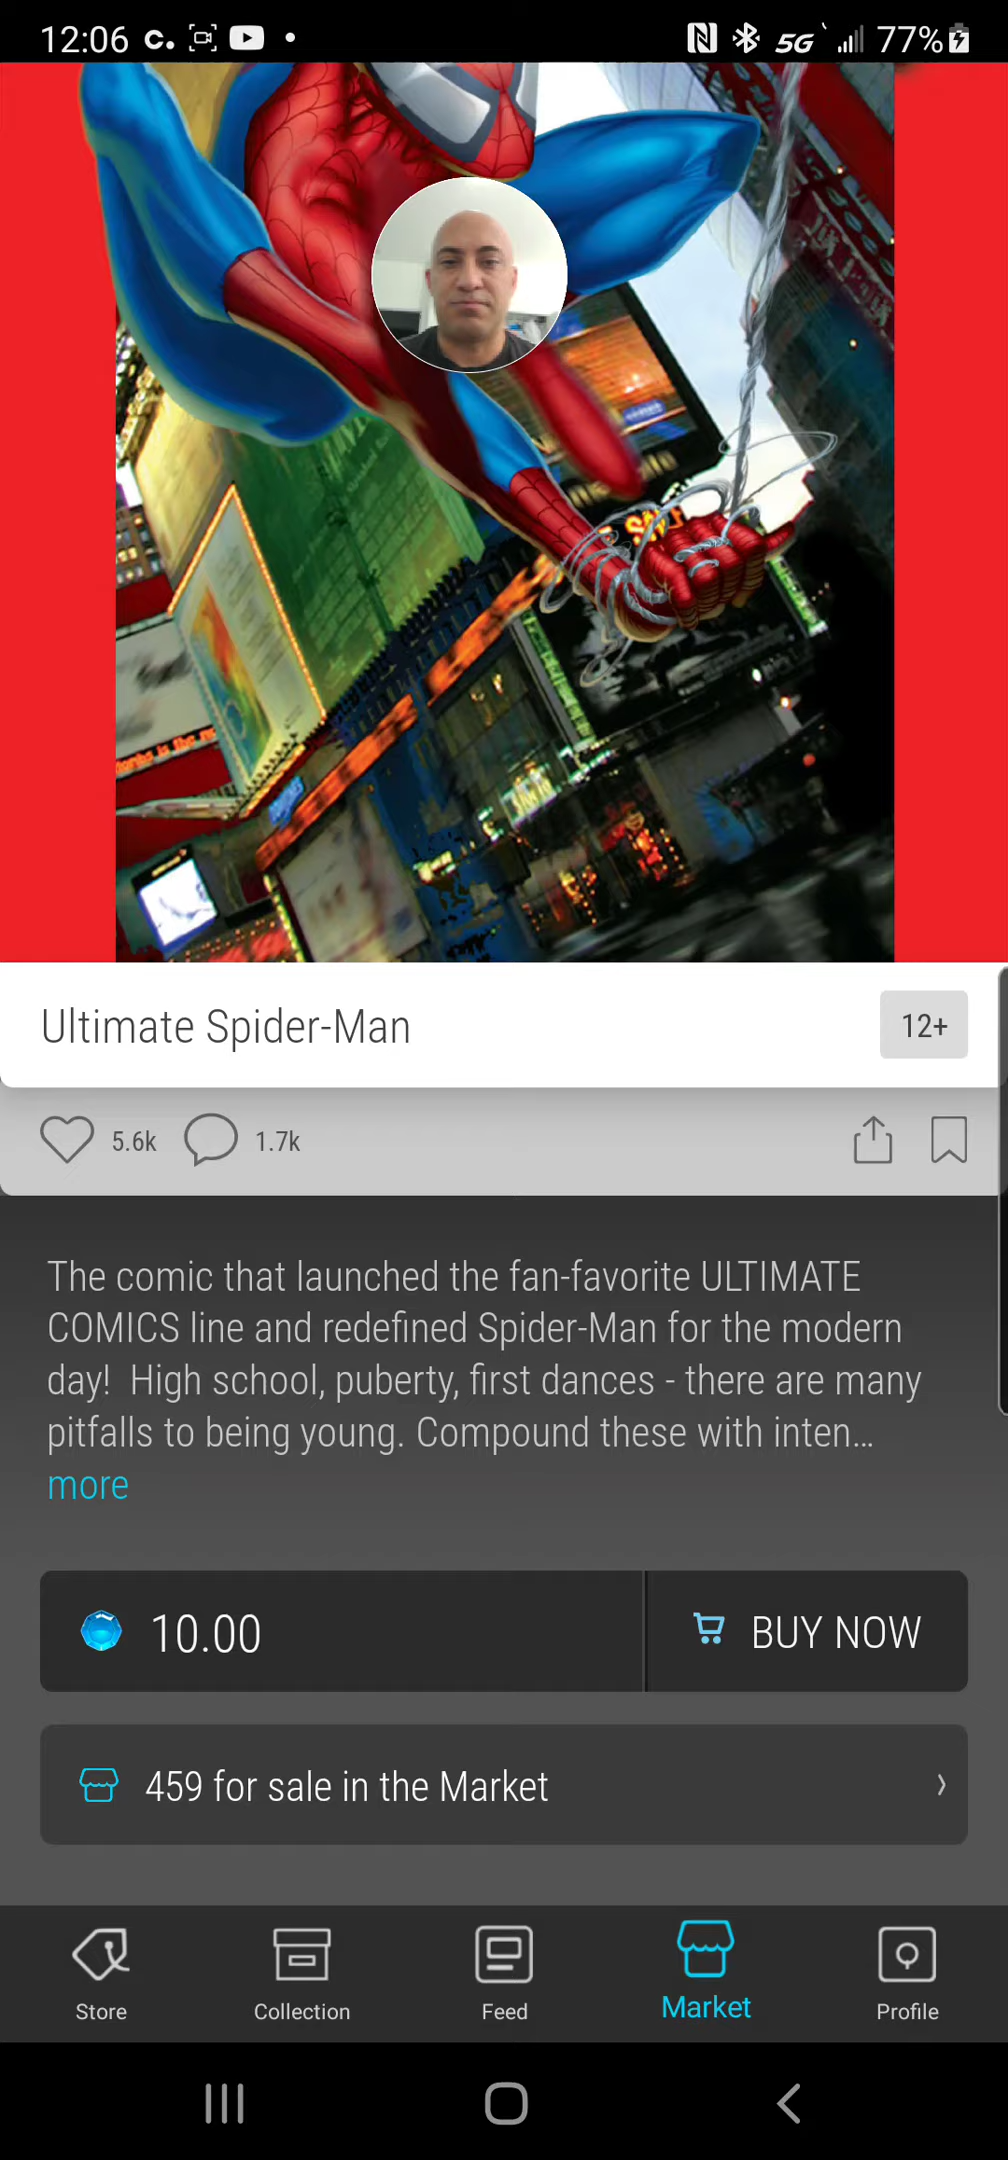 12:06 c. 5G 77%
Ultimate Spider-Man
12+
5.6k 1.7k
The comic that launched the fan-favorite ULTIMATE
COMICS line and redefined Spider-Man for the modern
day!  High school, puberty, first dances - there are many
pitfalls to being young. Compound these with inten...
more
10.00
BUY NOW
459 for sale in the Market
Store Collection Feed Market Profile